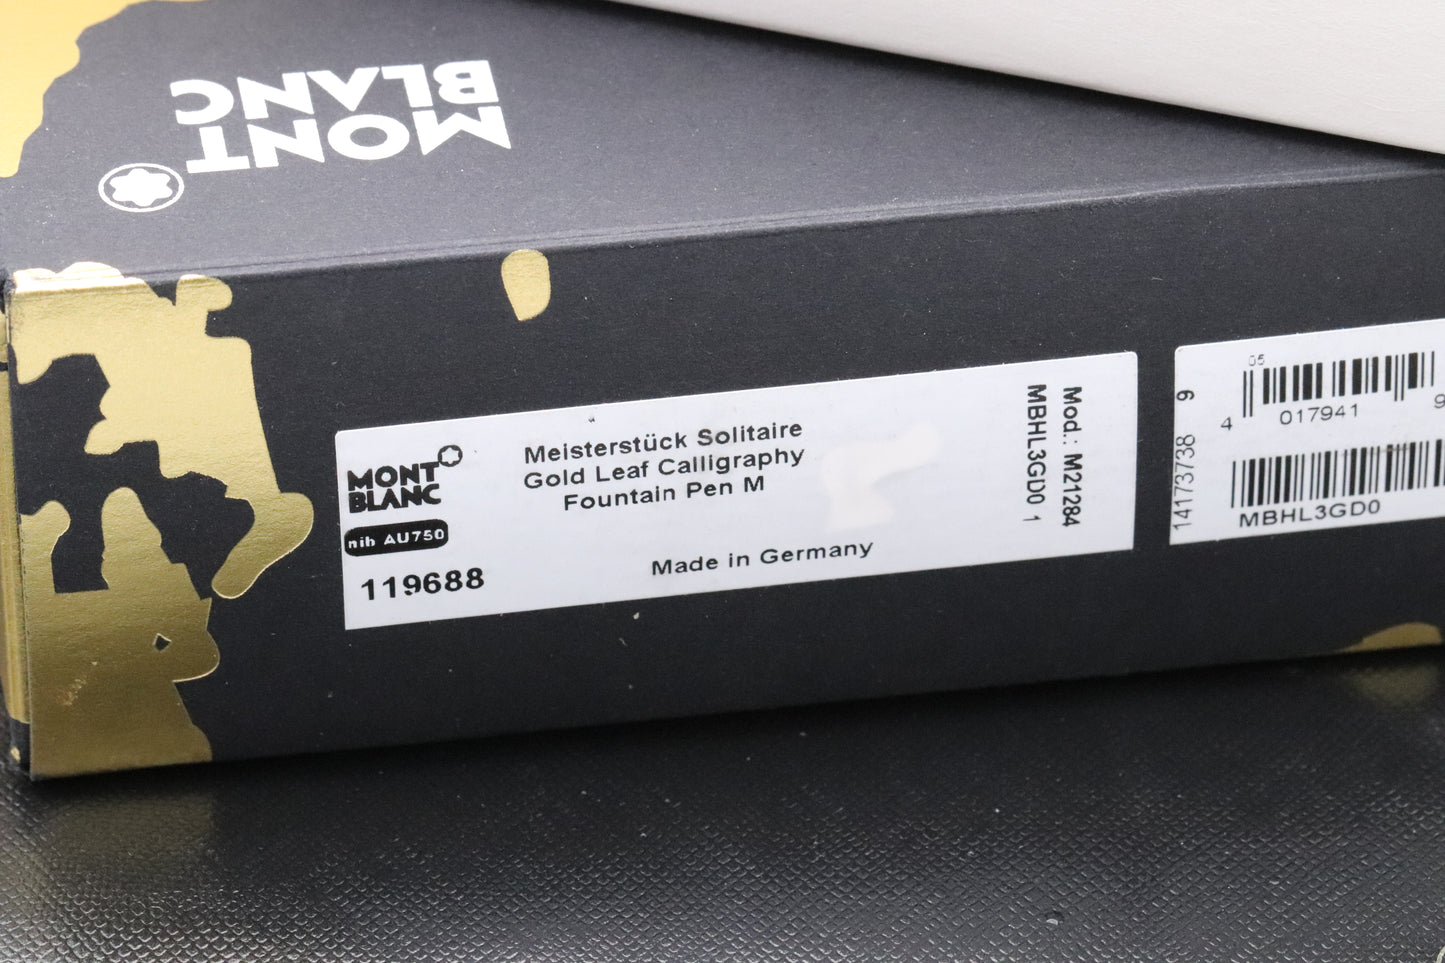 MONT
BLANC
MONT
BLANC
nib AU750
119688
Meisterstück Solitaire
Gold Leaf Calligraphy
Fountain Pen M
Made in Germany
Mod.: M21284
MBHL3GD0 1
14173738 9
05
4 017941 9
MBHL3GD0